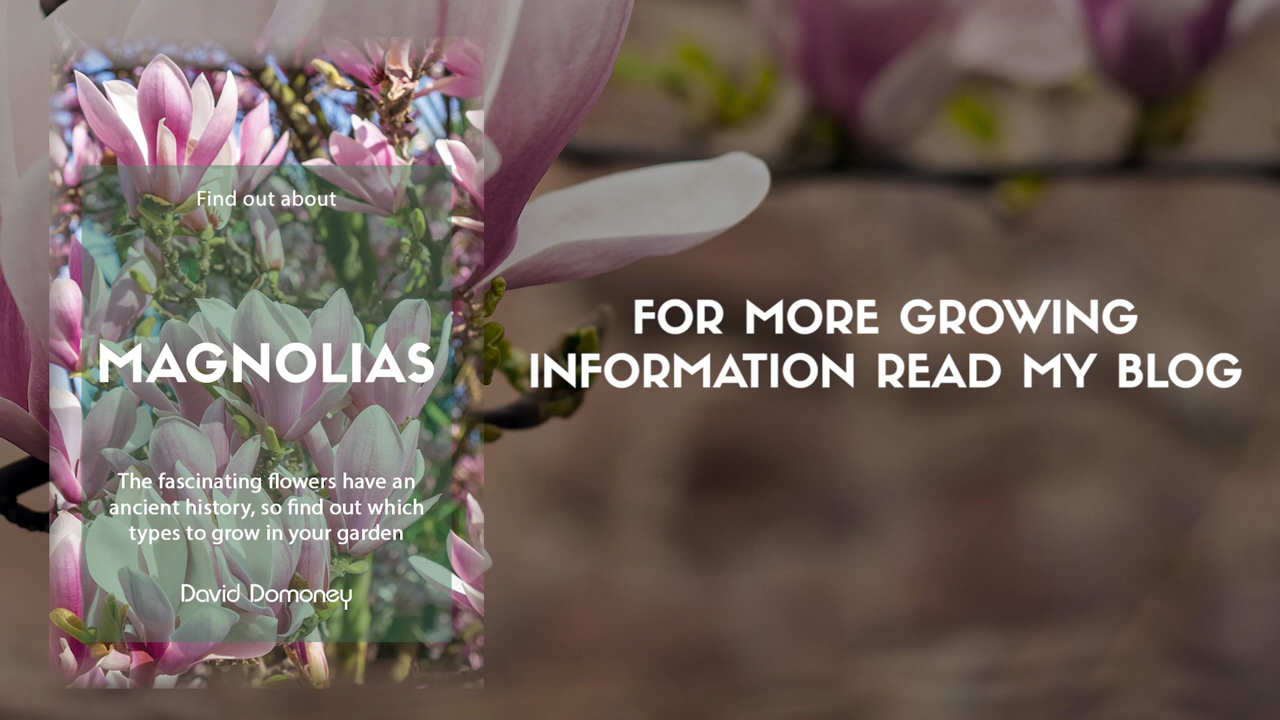 Find out about
MAGNOLIAS
The fascinating flowers have an
ancient history, so find out which
types to grow in your garden
David Domoney
FOR MORE GROWING
INFORMATION READ MY BLOG